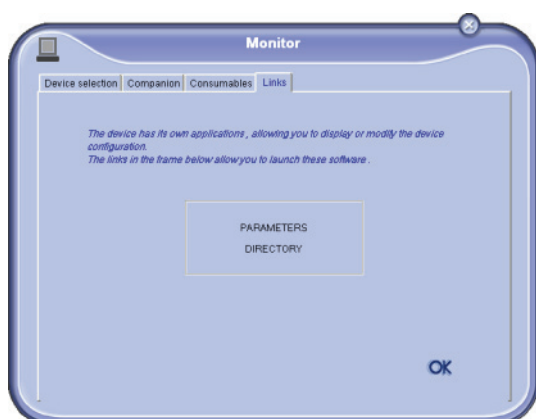 Monitor
Device selection Companion Consumables Links
The device has its own applications , allowing you to display or modify the device
configuration.
The links in the frame below allow you to launch these software .
PARAMETERS
DIRECTORY
OK